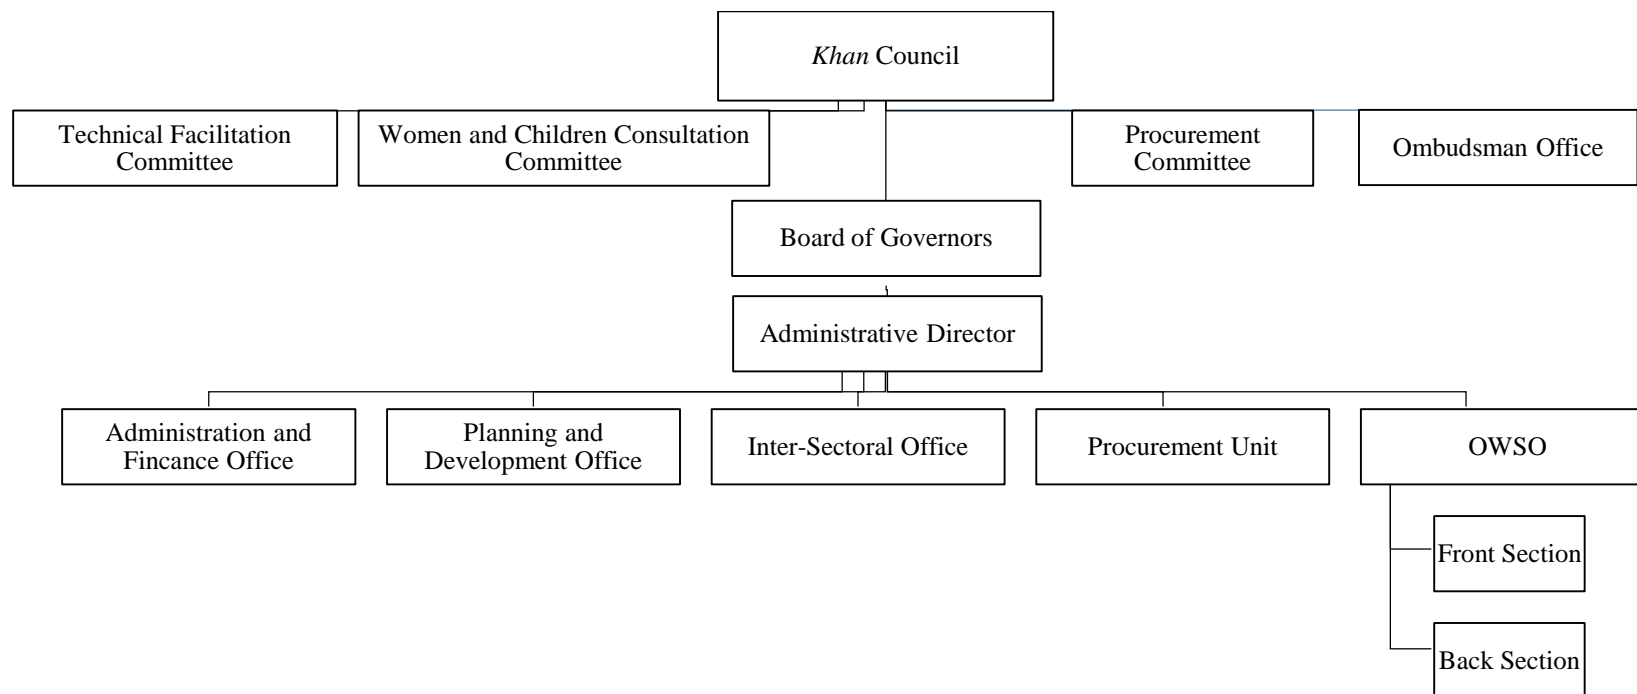 Khan Council
Technical Facilitation
Committee
Women and Children Consultation
Committee
Procurement
Committee
Ombudsman Office
Board of Governors
Administrative Director
Administration and
Fincance Office
Planning and
Development Office
Inter-Sectoral Office
Procurement Unit
OWSO
Front Section
Back Section